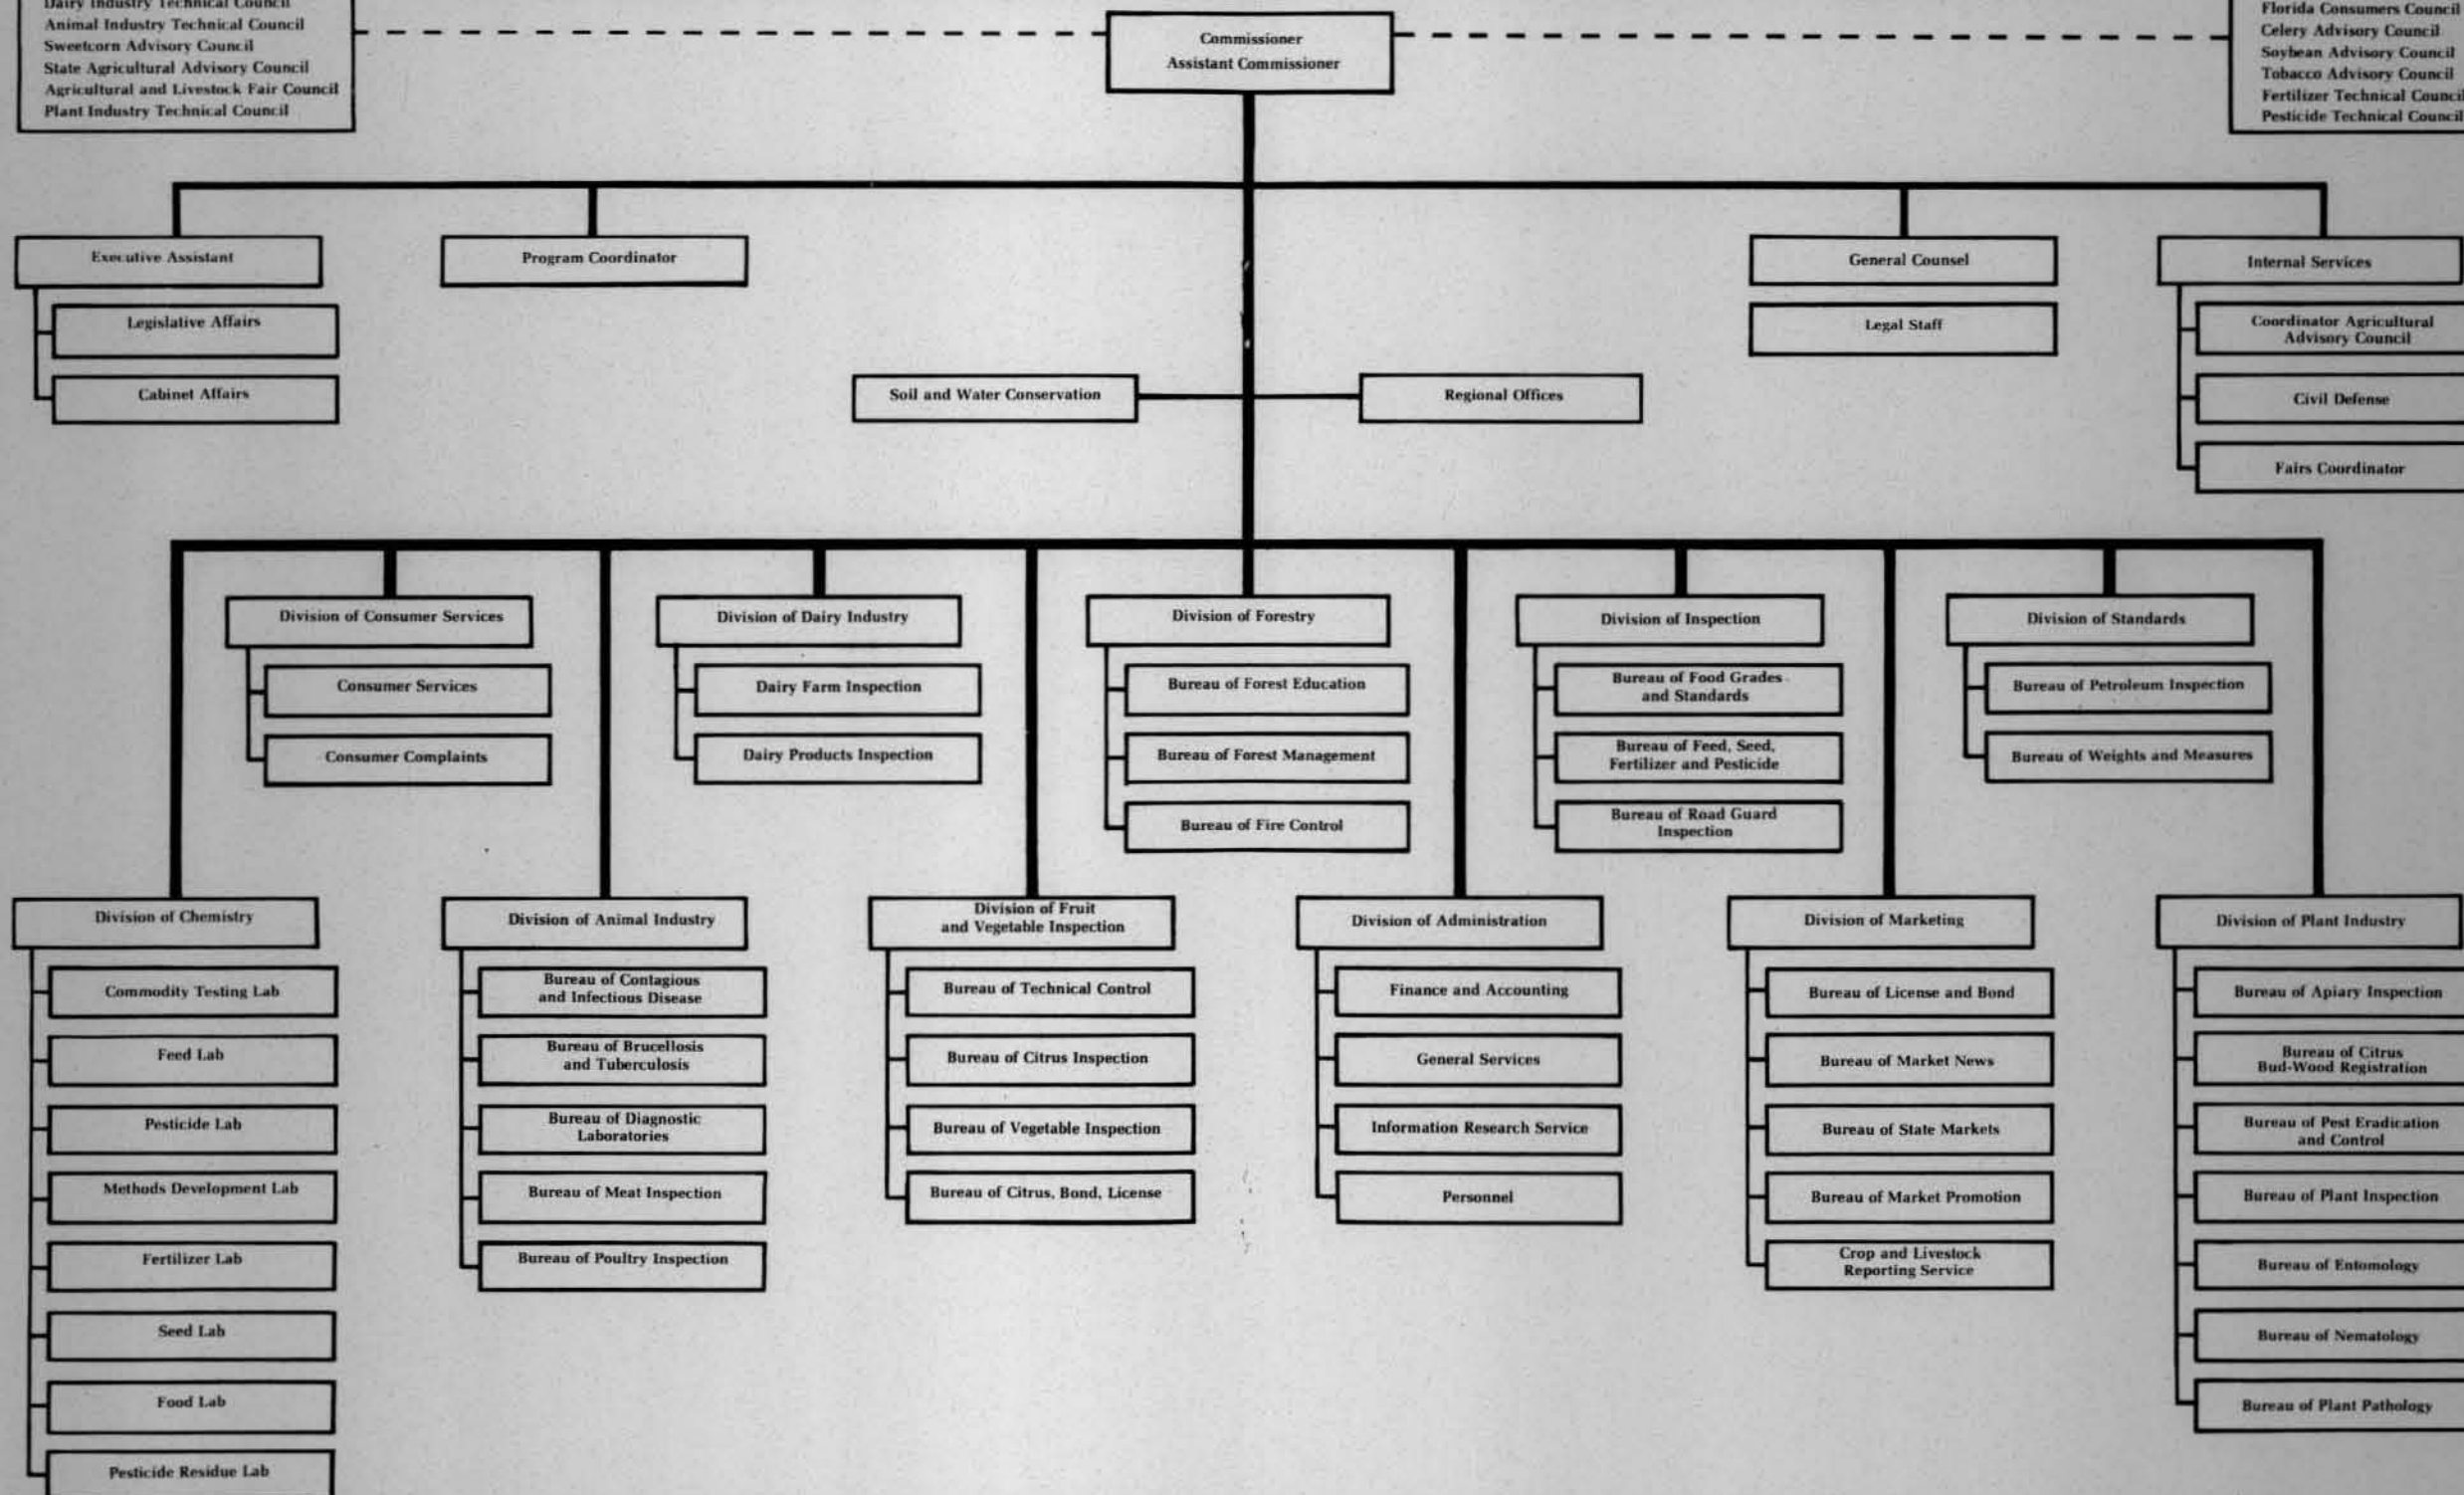 Dairy Industry Technical Council
Animal Industry Technical Council
Sweetcorn Advisory Council
State Agricultural Advisory Council
Agricultural and Livestock Fair Council
Plant Industry Technical Council
Commissioner
Assistant Commissioner
Florida Consumers Council
Celery Advisory Council
Soybean Advisory Council
Tobacco Advisory Council
Fertilizer Technical Council
Pesticide Technical Council
Executive Assistant
Legislative Affairs
Cabinet Affairs
Program Coordinator
General Counsel
Legal Staff
Internal Services
Coordinator Agricultural
Advisory Council
Civil Defense
Fairs Coordinator
Soil and Water Conservation
Regional Offices
Division of Consumer Services
Consumer Services
Consumer Complaints
Division of Dairy Industry
Dairy Farm Inspection
Dairy Products Inspection
Division of Forestry
Bureau of Forest Education
Bureau of Forest Management
Bureau of Fire Control
Division of Inspection
Bureau of Food Grades
and Standards
Bureau of Feed, Seed,
Fertilizer and Pesticide
Bureau of Road Guard
Inspection
Division of Standards
Bureau of Petroleum Inspection
Bureau of Weights and Measures
Division of Chemistry
Commodity Testing Lab
Feed Lab
Pesticide Lab
Methods Development Lab
Fertilizer Lab
Seed Lab
Food Lab
Pesticide Residue Lab
Division of Animal Industry
Bureau of Contagious
and Infectious Disease
Bureau of Brucellosis
and Tuberculosis
Bureau of Diagnostic
Laboratories
Bureau of Meat Inspection
Bureau of Poultry Inspection
Division of Fruit
and Vegetable Inspection
Bureau of Technical Control
Bureau of Citrus Inspection
Bureau of Vegetable Inspection
Bureau of Citrus, Bond, License
Division of Administration
Finance and Accounting
General Services
Information Research Service
Personnel
Division of Marketing
Bureau of License and Bond
Bureau of Market News
Bureau of State Markets
Bureau of Market Promotion
Crop and Livestock
Reporting Service
Division of Plant Industry
Bureau of Apiary Inspection
Bureau of Citrus
Bud-Wood Registration
Bureau of Pest Eradication
and Control
Bureau of Plant Inspection
Bureau of Entomology
Bureau of Nematology
Bureau of Plant Pathology